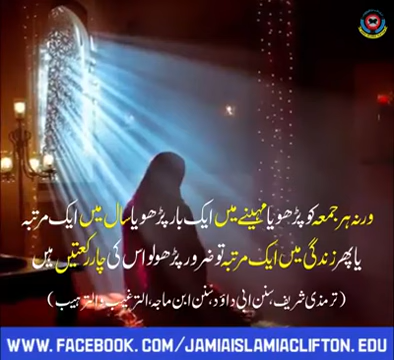 ورنہ ہر جمعہ کو پڑھو یا مہینے میں ایک بار پڑھو یا سال میں ایک مرتبہ
یا پھر زندگی میں ایک مرتبہ تو ضرور پڑھو لو اس کی چار رکعتیں ہیں
( ترمذی شریف، سنن ابی داؤد، سنن ابن ماجہ، الترغیب والترہیب )
WWW.FACEBOOK.COM/JAMIAISLAMIACLIFTON.EDU